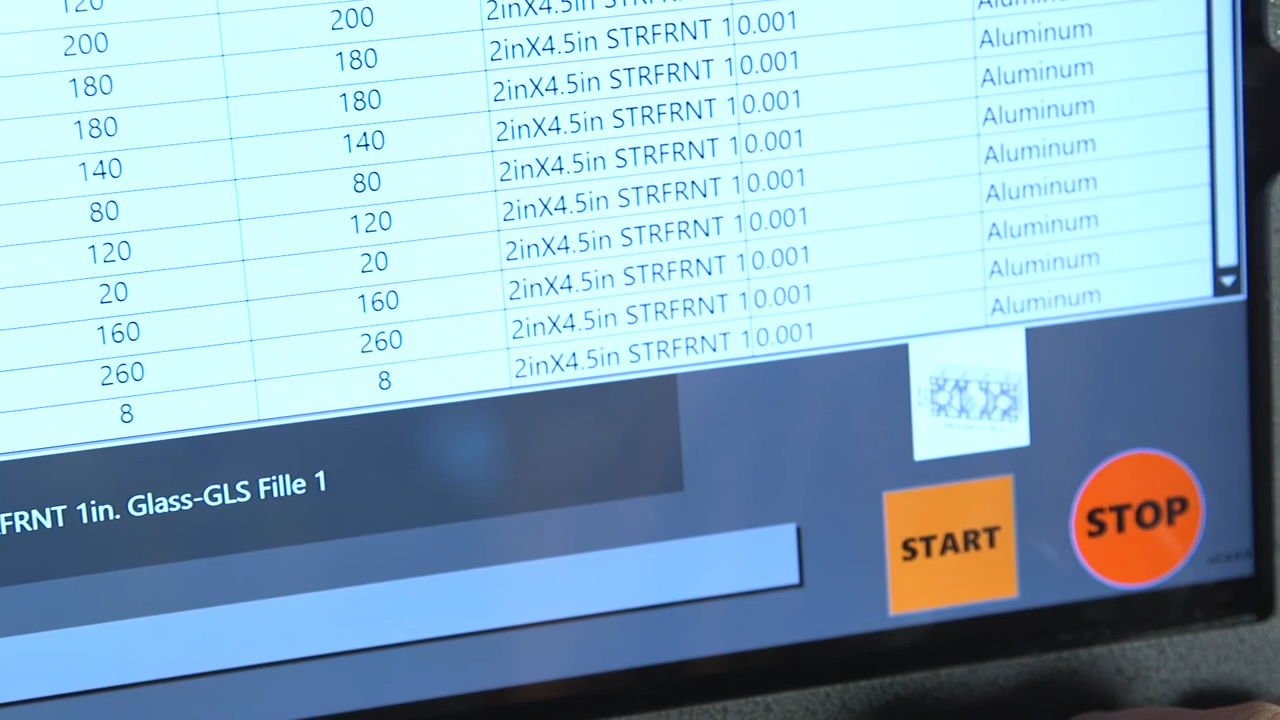 120
200 200 2inX4.5in STRFRNT 1
180 180 2inX4.5in STRFRNT 1 0.001 Aluminum
180 180 2inX4.5in STRFRNT 1 0.001 Aluminum
140 140 2inX4.5in STRFRNT 1 0.001 Aluminum
80 80 2inX4.5in STRFRNT 1 0.001 Aluminum
120 120 2inX4.5in STRFRNT 1 0.001 Aluminum
20 20 2inX4.5in STRFRNT 1 0.001 Aluminum
160 160 2inX4.5in STRFRNT 1 0.001 Aluminum
260 260 2inX4.5in STRFRNT 1 0.001 Aluminum
8 8 2inX4.5in STRFRNT 1 0.001 Aluminum
FRNT 1in. Glass-GLS Fille 1
START
STOP